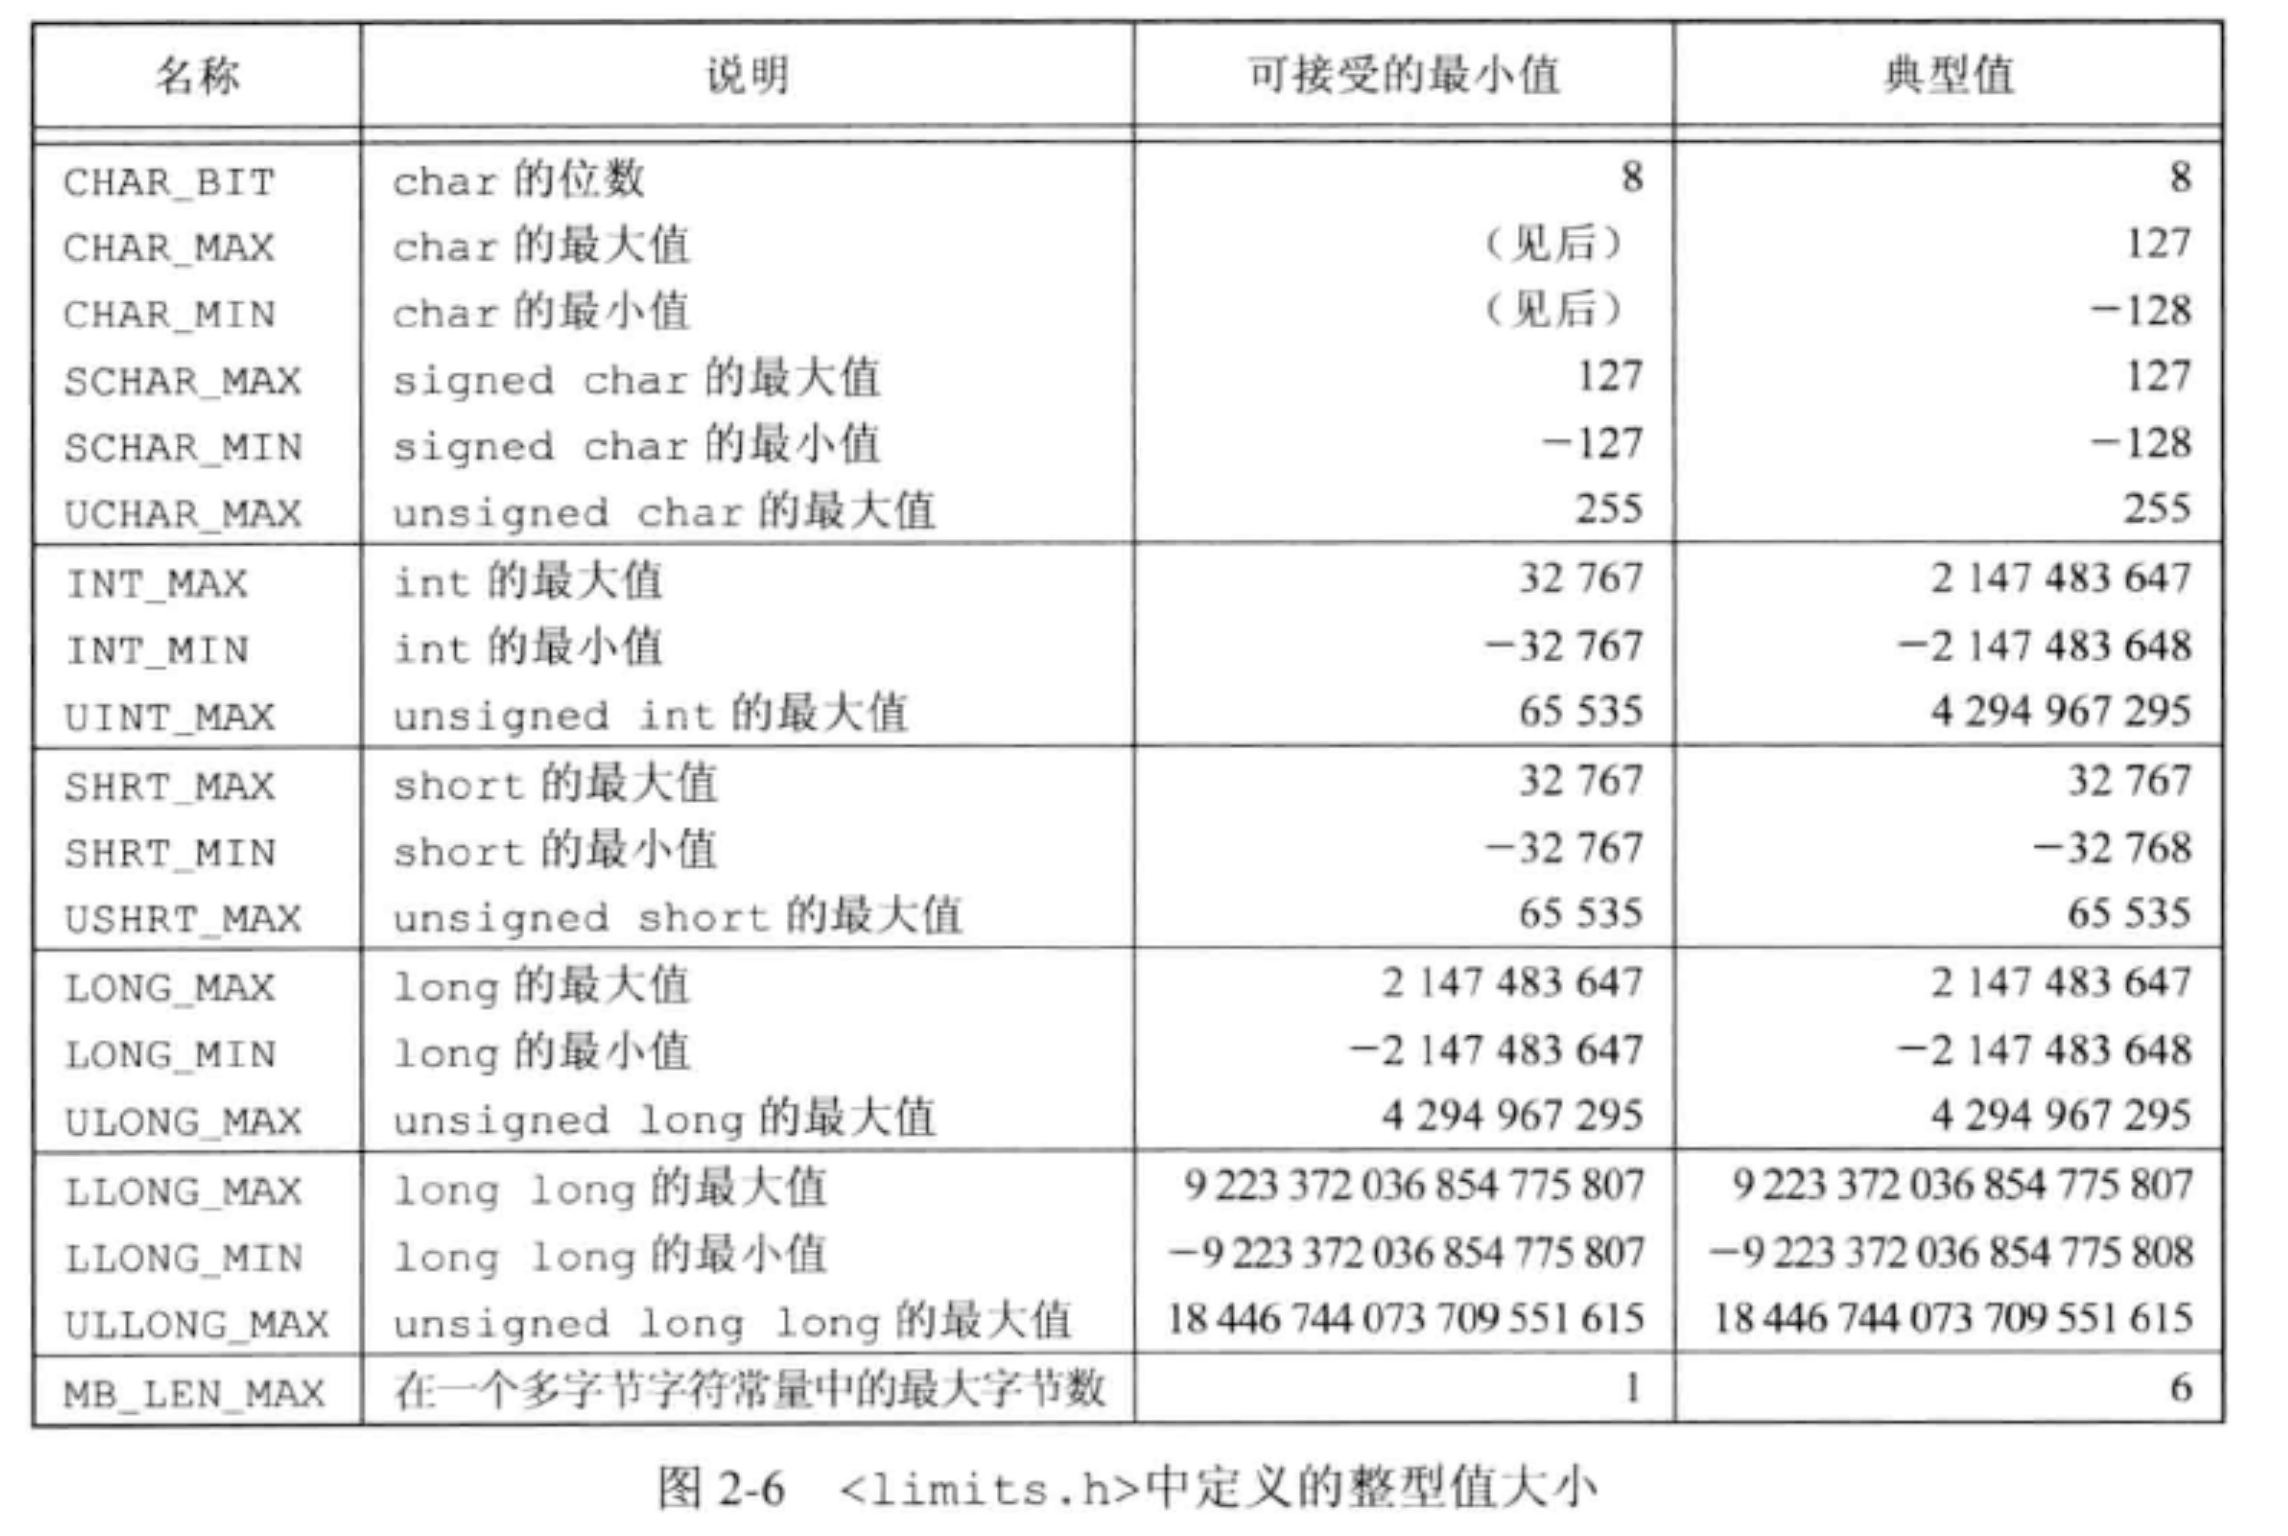 名称 说明 可接受的最小值 典型值
CHAR_BIT char 的位数 8 8
CHAR_MAX char 的最大值 （见后） 127
CHAR_MIN char 的最小值 （见后） −128
SCHAR_MAX signed char 的最大值 127 127
SCHAR_MIN signed char 的最小值 −127 −128
UCHAR_MAX unsigned char 的最大值 255 255
INT_MAX int 的最大值 32 767 2 147 483 647
INT_MIN int 的最小值 −32 767 −2 147 483 648
UINT_MAX unsigned int 的最大值 65 535 4 294 967 295
SHRT_MAX short 的最大值 32 767 32 767
SHRT_MIN short 的最小值 −32 767 −32 768
USHRT_MAX unsigned short 的最大值 65 535 65 535
LONG_MAX long 的最大值 2 147 483 647 2 147 483 647
LONG_MIN long 的最小值 −2 147 483 647 −2 147 483 648
ULONG_MAX unsigned long 的最大值 4 294 967 295 4 294 967 295
LLONG_MAX long long 的最大值 9 223 372 036 854 775 807 9 223 372 036 854 775 807
LLONG_MIN long long 的最小值 −9 223 372 036 854 775 807 −9 223 372 036 854 775 808
ULLONG_MAX unsigned long long 的最大值 18 446 744 073 709 551 615 18 446 744 073 709 551 615
MB_LEN_MAX 在一个多字节字符常量中的最大字节数 1 6
图 2-6 <limits.h>中定义的整型值大小